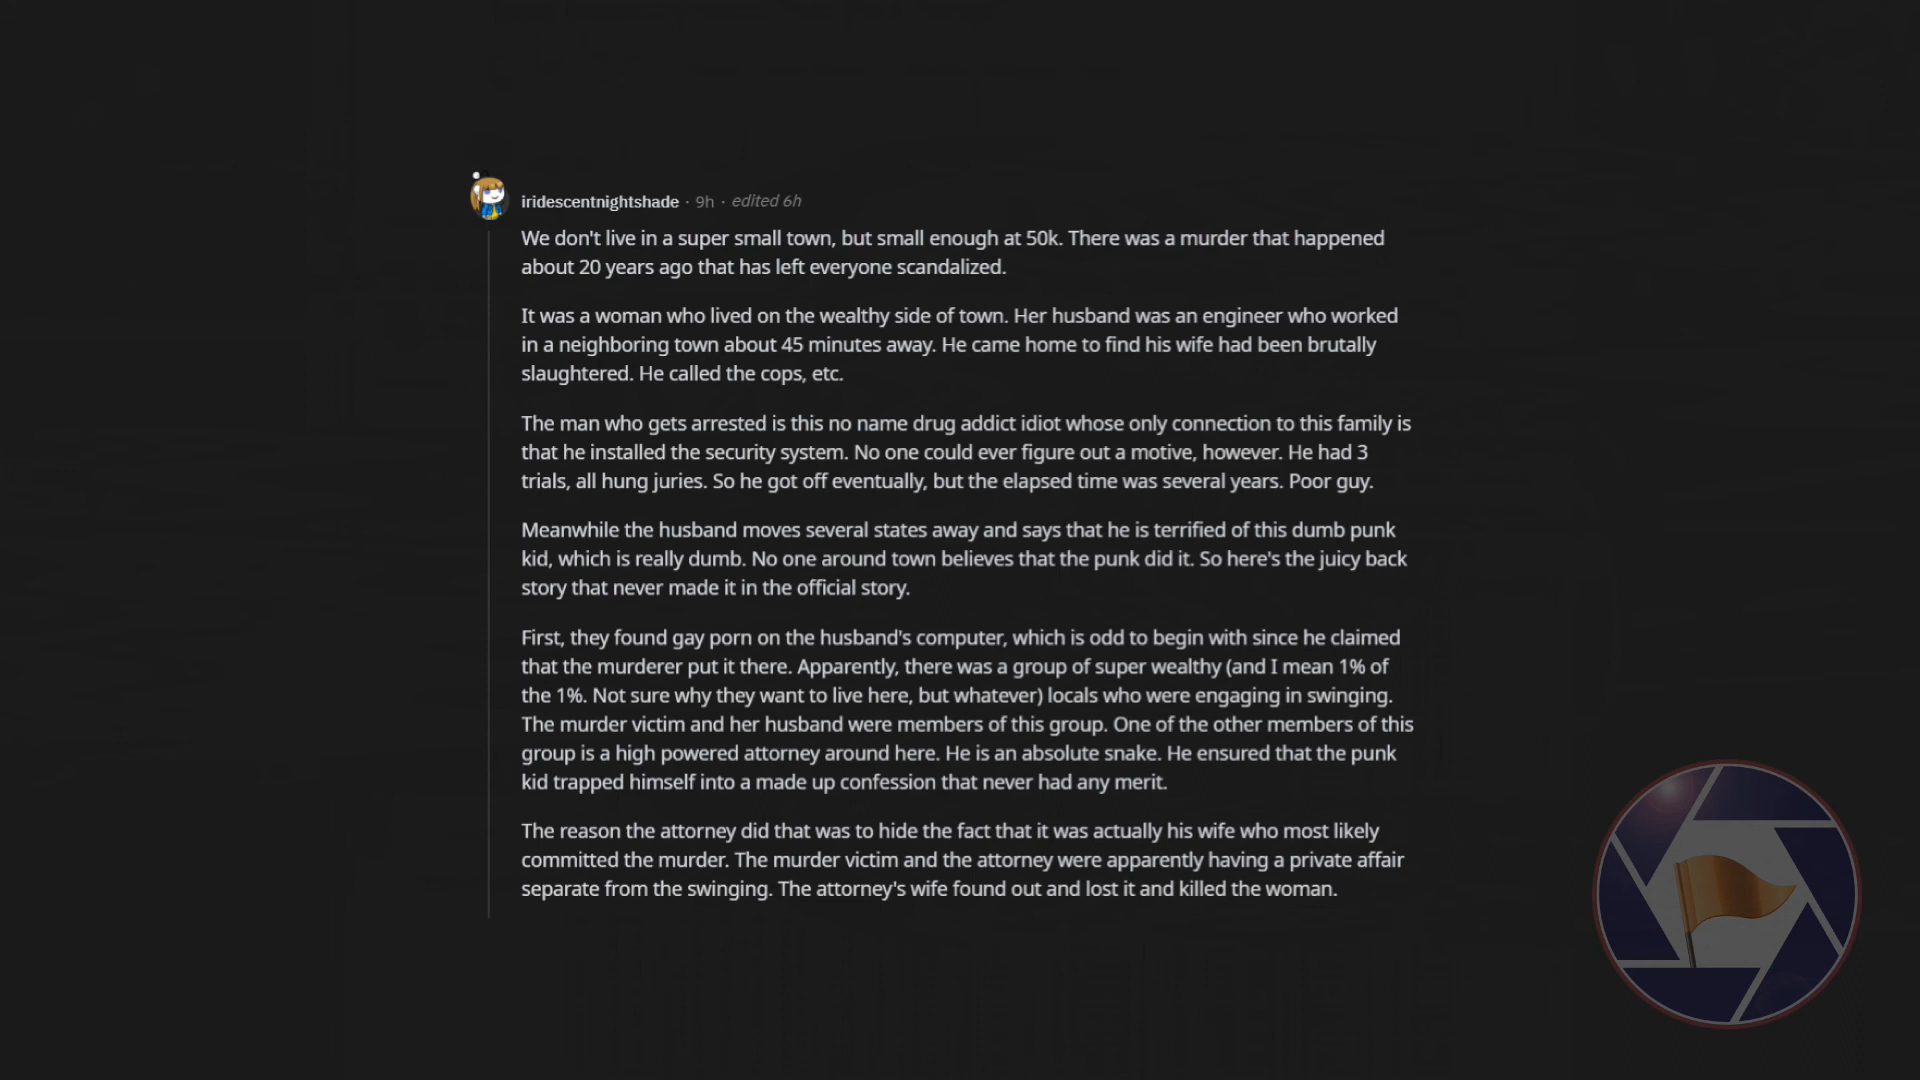 iridescentnightshade · 9h · edited 6h
We don't live in a super small town, but small enough at 50k. There was a murder that happened
about 20 years ago that has left everyone scandalized.
It was a woman who lived on the wealthy side of town. Her husband was an engineer who worked
in a neighboring town about 45 minutes away. He came home to find his wife had been brutally
slaughtered. He called the cops, etc.
The man who gets arrested is this no name drug addict idiot whose only connection to this family is
that he installed the security system. No one could ever figure out a motive, however. He had 3
trials, all hung juries. So he got off eventually, but the elapsed time was several years. Poor guy.
Meanwhile the husband moves several states away and says that he is terrified of this dumb punk
kid, which is really dumb. No one around town believes that the punk did it. So here's the juicy back
story that never made it in the official story.
First, they found gay porn on the husband's computer, which is odd to begin with since he claimed
that the murderer put it there. Apparently, there was a group of super wealthy (and I mean 1% of
the 1%. Not sure why they want to live here, but whatever) locals who were engaging in swinging.
The murder victim and her husband were members of this group. One of the other members of this
group is a high powered attorney around here. He is an absolute snake. He ensured that the punk
kid trapped himself into a made up confession that never had any merit.
The reason the attorney did that was to hide the fact that it was actually his wife who most likely
committed the murder. The murder victim and the attorney were apparently having a private affair
separate from the swinging. The attorney's wife found out and lost it and killed the woman.